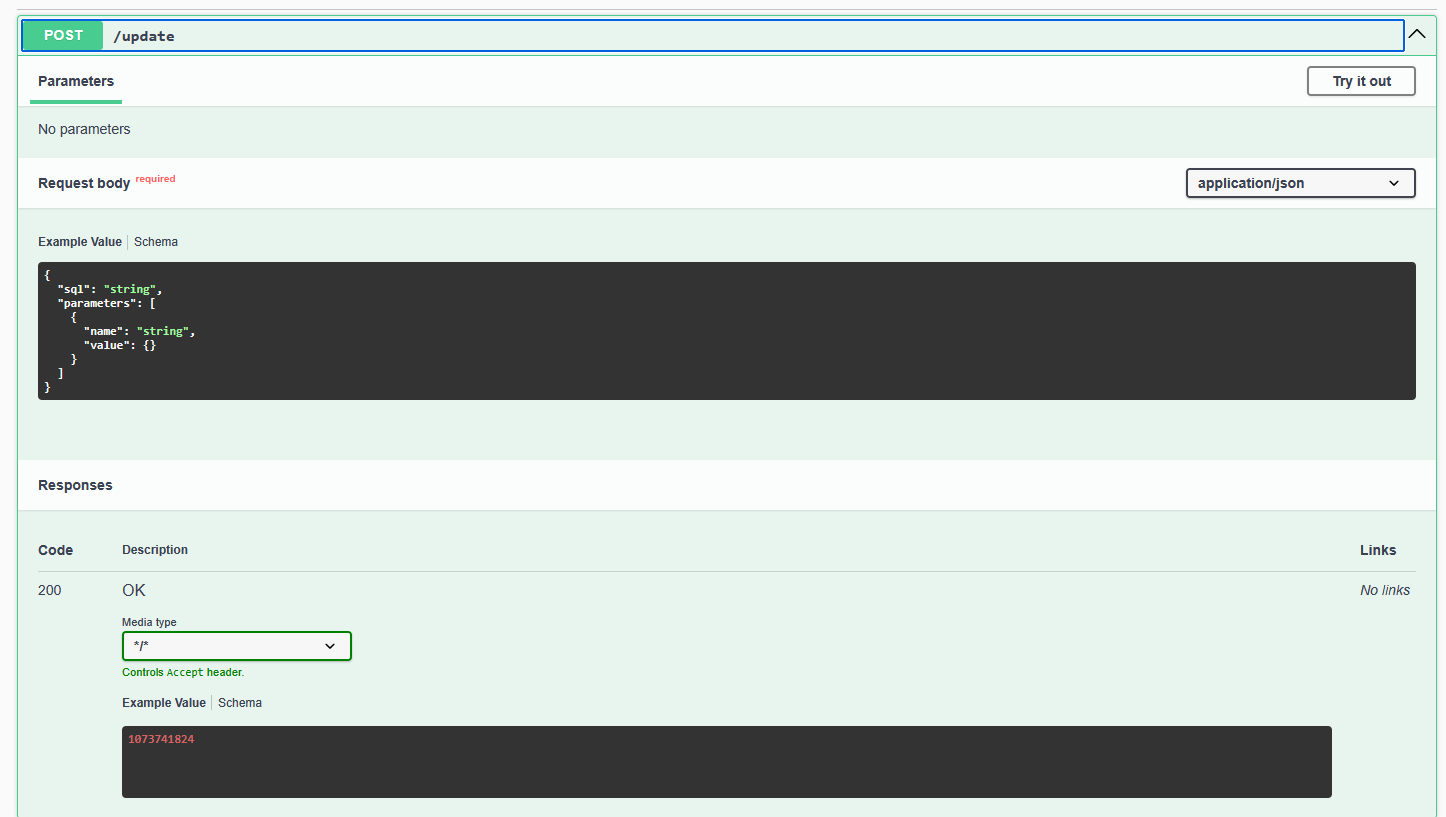 POST /update
Parameters
Try it out
No parameters
Request body required
application/json
Example Value Schema
{
  "sql": "string",
  "parameters": [
    {
      "name": "string",
      "value": {}
    }
  ]
}
Responses
Code Description Links
200 OK No links
Media type
*/*
Controls Accept header.
Example Value Schema
1073741824